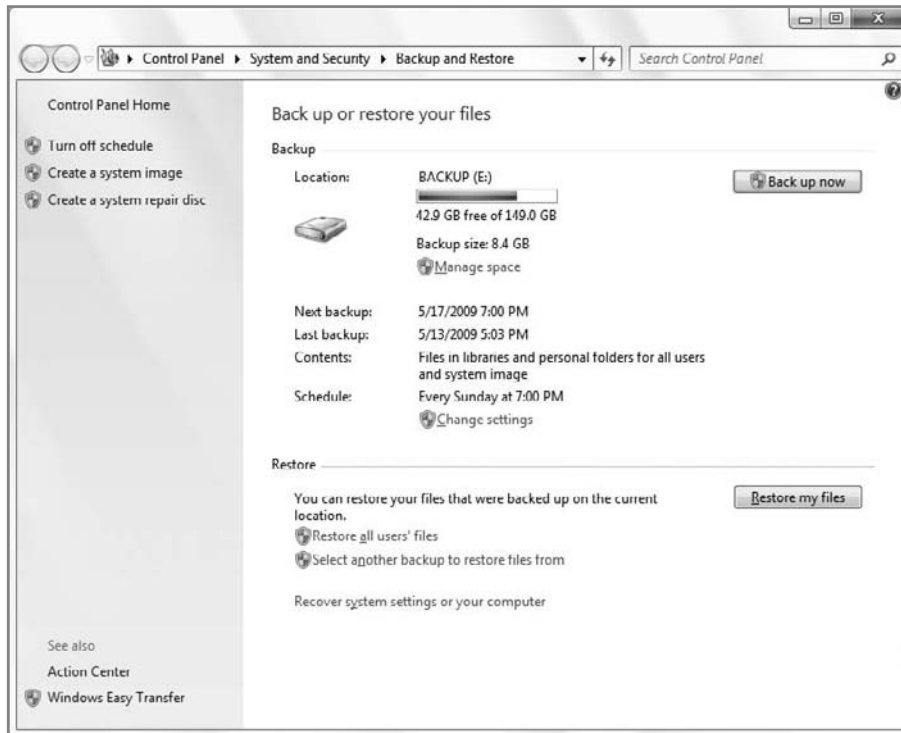 Control Panel ▸ System and Security ▸ Backup and Restore
Search Control Panel
Control Panel Home
Turn off schedule
Create a system image
Create a system repair disc
Back up or restore your files
Backup
Location:
BACKUP (E:)
Back up now
42.9 GB free of 149.0 GB
Backup size: 8.4 GB
Manage space
Next backup:
5/17/2009 7:00 PM
Last backup:
5/13/2009 5:03 PM
Contents:
Files in libraries and personal folders for all users
and system image
Schedule:
Every Sunday at 7:00 PM
Change settings
Restore
You can restore your files that were backed up on the current
location.
Restore my files
Restore all users' files
Select another backup to restore files from
Recover system settings or your computer
See also
Action Center
Windows Easy Transfer